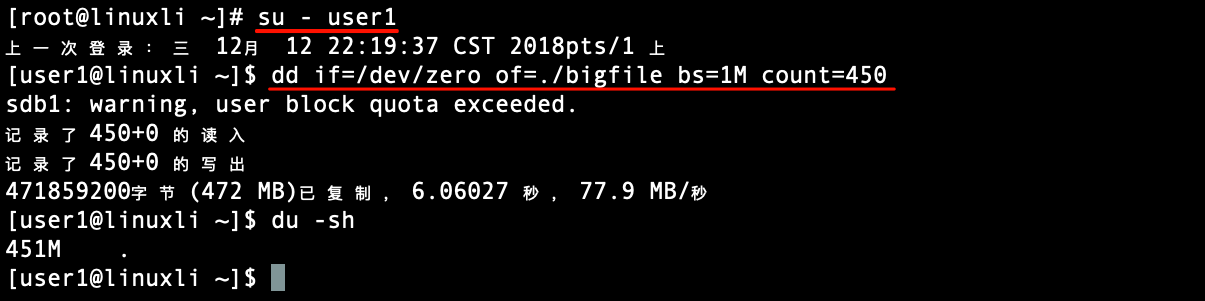 [root@linuxli ~]# su - user1
上一次登录：三 12月 12 22:19:37 CST 2018pts/1 上
[user1@linuxli ~]$ dd if=/dev/zero of=./bigfile bs=1M count=450
sdb1: warning, user block quota exceeded.
记录了450+0 的读入
记录了450+0 的写出
471859200字节(472 MB)已复制，6.06027 秒，77.9 MB/秒
[user1@linuxli ~]$ du -sh
451M    .
[user1@linuxli ~]$